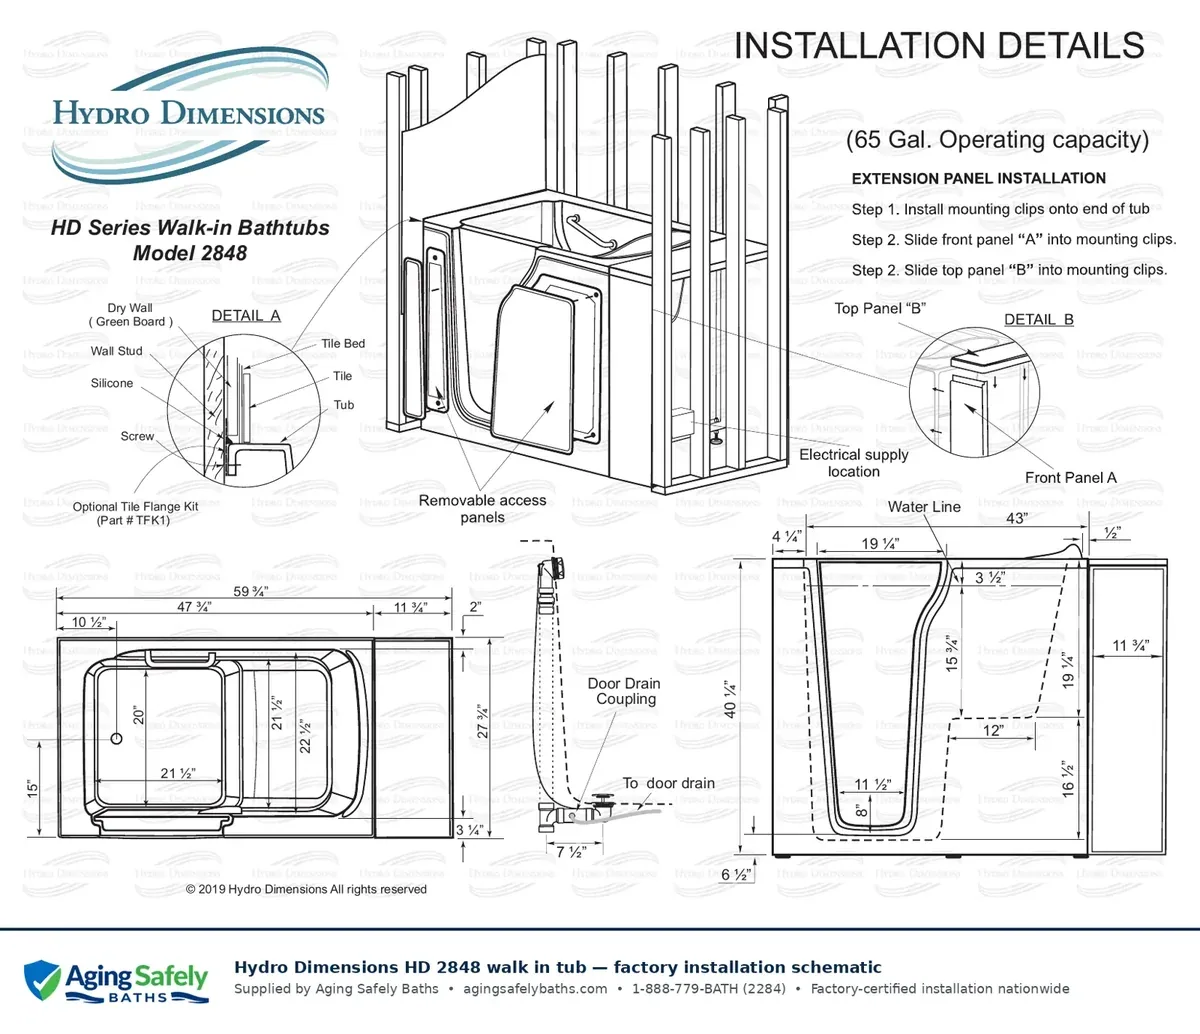 HYDRO DIMENSIONS
HD Series Walk-in Bathtubs
Model 2848
INSTALLATION DETAILS
(65 Gal. Operating capacity)
EXTENSION PANEL INSTALLATION
Step 1. Install mounting clips onto end of tub
Step 2. Slide front panel “A” into mounting clips.
Step 2. Slide top panel “B” into mounting clips.
DETAIL A
Dry Wall
( Green Board )
Wall Stud
Silicone
Screw
Optional Tile Flange Kit
(Part # TFK1)
Tile Bed
Tile
Tub
Removable access
panels
Top Panel “B”
DETAIL B
Front Panel A
Electrical supply
location
59 ¾”
47 ¾”
11 ¾”
10 ½”
2”
20”
21 ½”
21 ½”
22 ½”
27 ¾”
15”
3 ¼”
© 2019 Hydro Dimensions All rights reserved
Door Drain
Coupling
To door drain
7 ½”
Water Line
43”
4 ¼”
19 ¼”
½”
3 ½”
15 ¾”
19 ¼”
11 ¾”
40 ¼”
12”
11 ½”
8”
16 ½”
6 ½”
AgingSafely
BATHS
Hydro Dimensions HD 2848 walk in tub — factory installation schematic
Supplied by Aging Safely Baths • agingsafelybaths.com • 1-888-779-BATH (2284) • Factory-certified installation nationwide